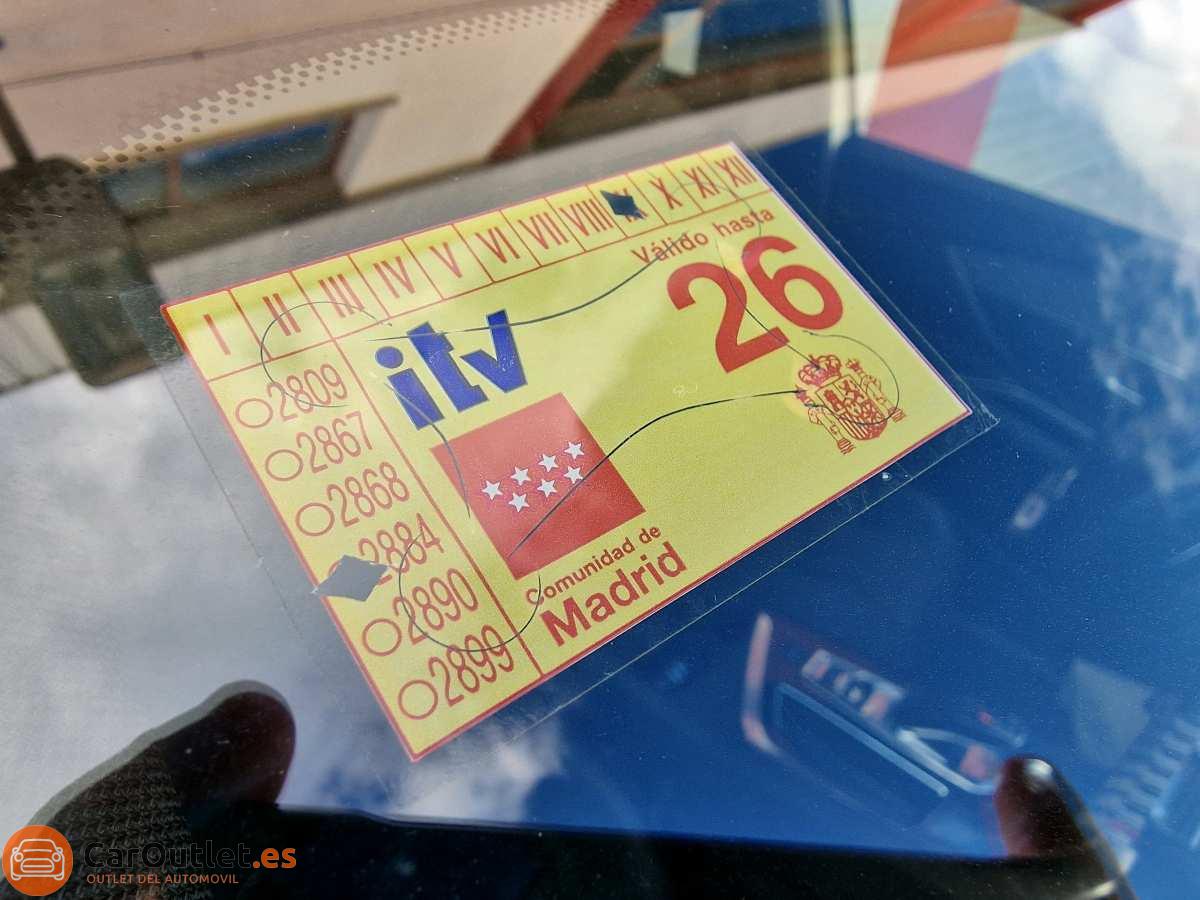 I II III IV V VI VII VIII IX X XI XII
Válido hasta
26
itv
2809
2867
2868
2884
2890
2899
Comunidad de
Madrid
CarOutlet.es
OUTLET DEL AUTOMOVIL